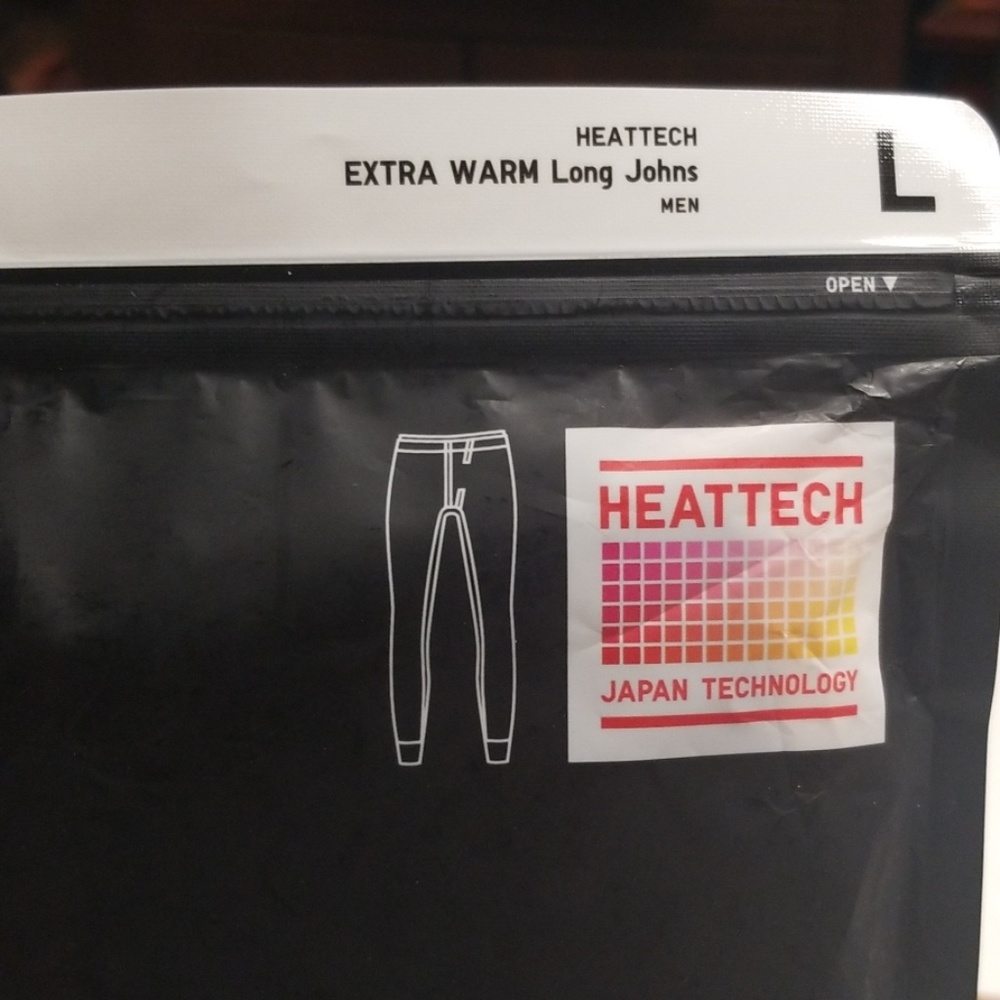 HEATTECH
EXTRA WARM Long Johns
MEN
L
OPEN ▼
HEATTECH
JAPAN TECHNOLOGY